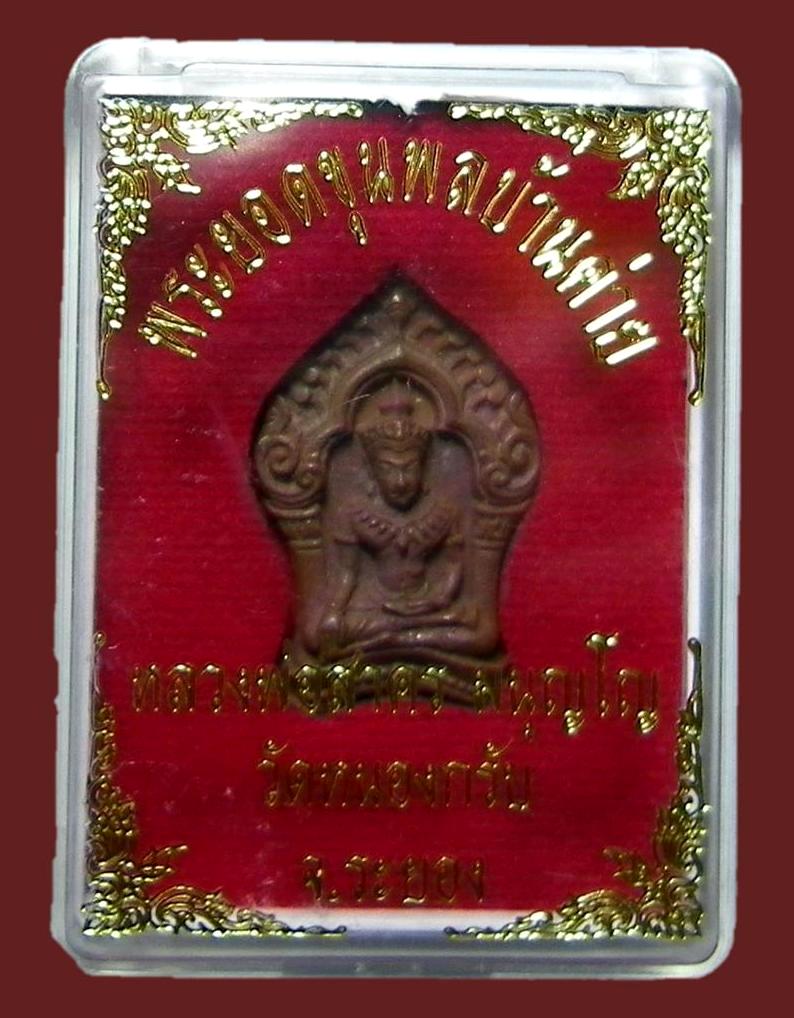 พระยอดขุนพลบ้านค่าย
หลวงพ่อสาคร มนุญฺโญ
วัดหนองกรับ
จ.ระยอง